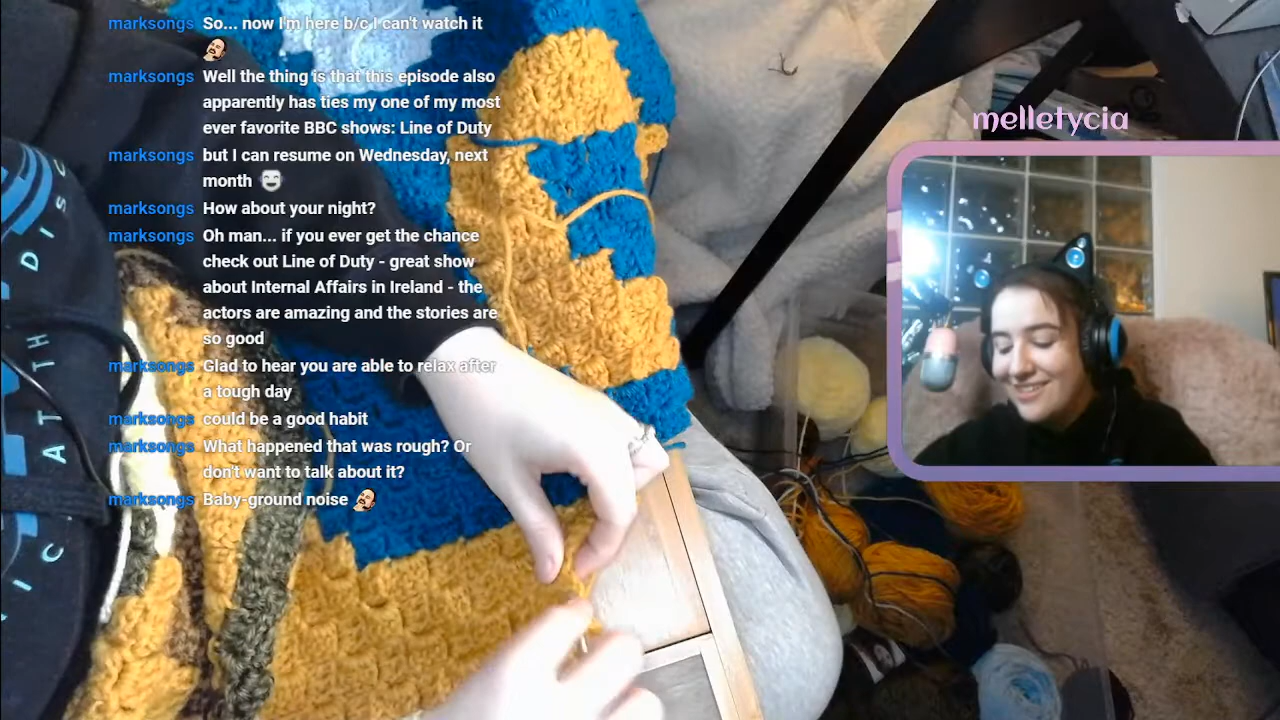 marksongs So... now I'm here b/c I can't watch it
marksongs Well the thing is that this episode also
apparently has ties my one of my most
ever favorite BBC shows: Line of Duty
marksongs but I can resume on Wednesday, next
month
marksongs How about your night?
marksongs Oh man... if you ever get the chance
check out Line of Duty - great show
about Internal Affairs in Ireland - the
actors are amazing and the stories are
so good
marksongs Glad to hear you are able to relax after
a tough day
marksongs could be a good habit
marksongs What happened that was rough? Or
don't want to talk about it?
marksongs Baby-ground noise
melletycia
DISC
ATH
IC